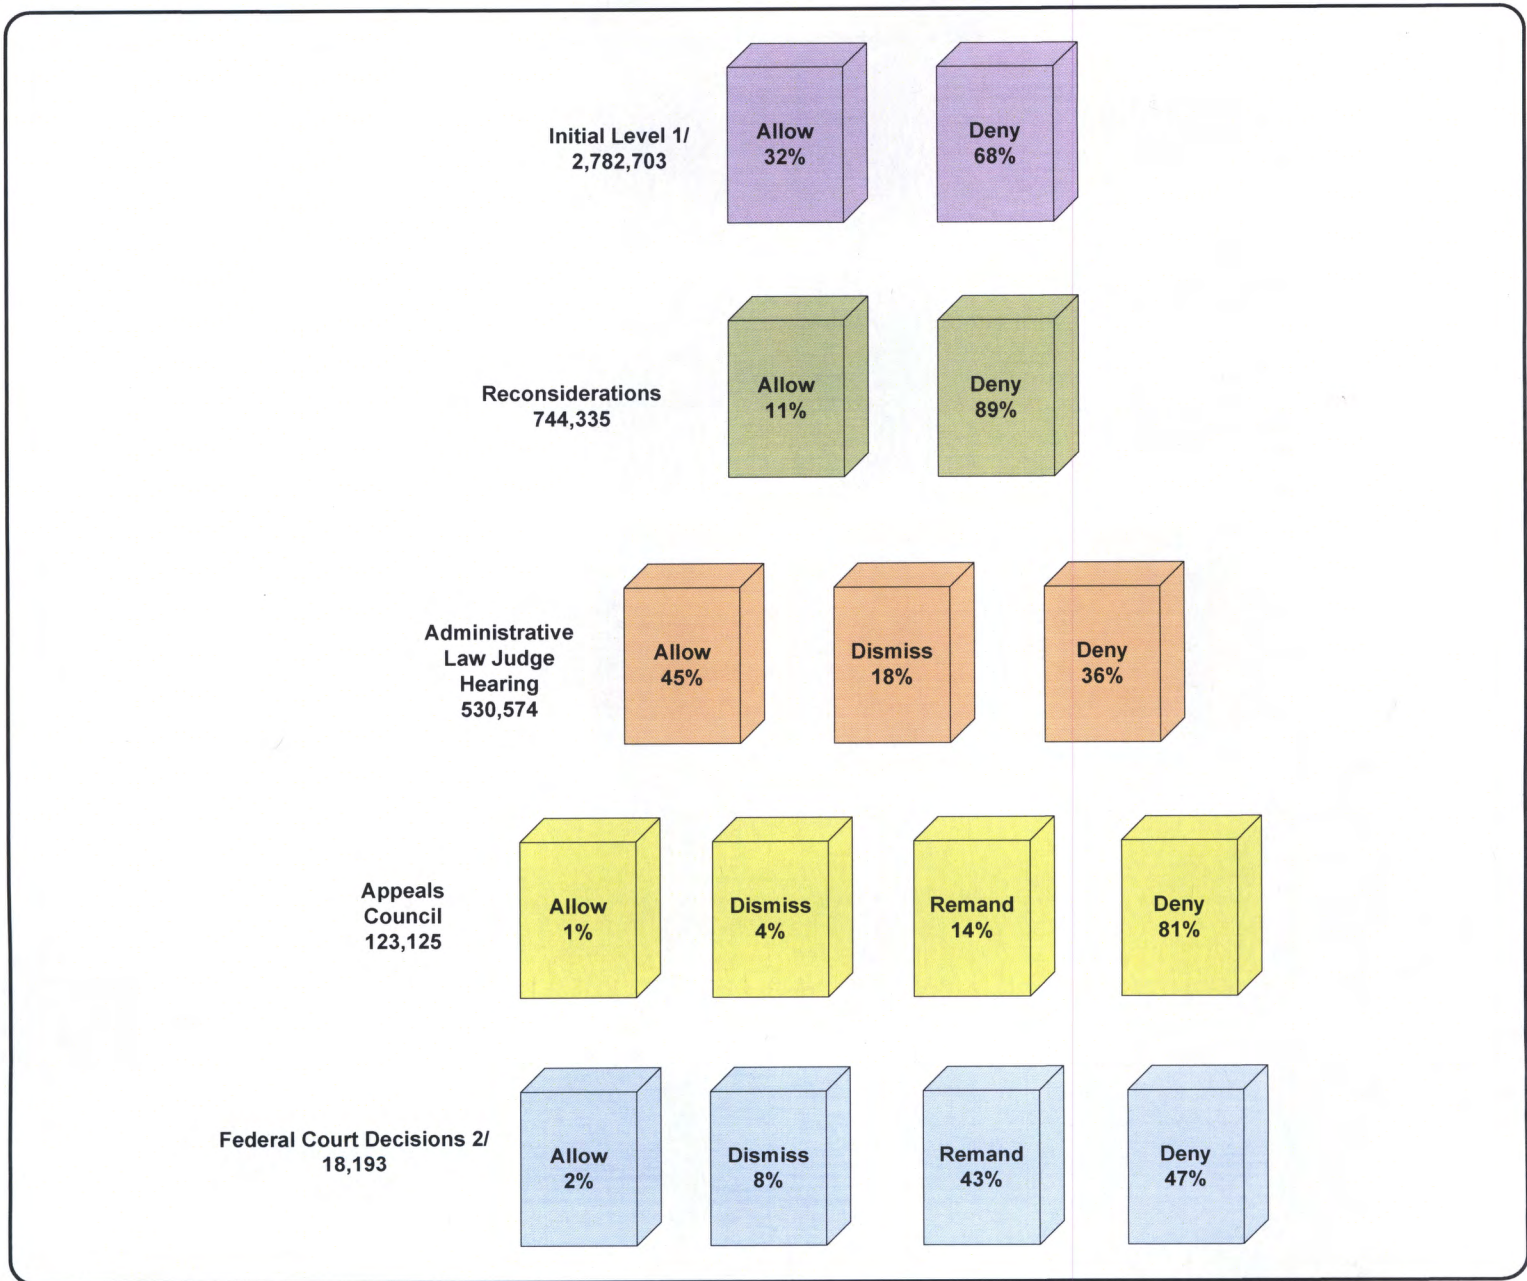 Initial Level 1/
2,782,703
Allow
32%
Deny
68%
Reconsiderations
744,335
Allow
11%
Deny
89%
Administrative
Law Judge
Hearing
530,574
Allow
45%
Dismiss
18%
Deny
36%
Appeals
Council
123,125
Allow
1%
Dismiss
4%
Remand
14%
Deny
81%
Federal Court Decisions 2/
18,193
Allow
2%
Dismiss
8%
Remand
43%
Deny
47%